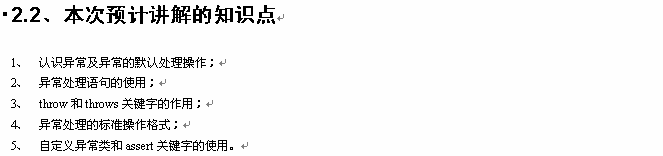 ·2.2、本次预计讲解的知识点
1、 认识异常及异常的默认处理操作；
2、 异常处理语句的使用；
3、 throw 和 throws 关键字的作用；
4、 异常处理的标准操作格式；
5、 自定义异常类和 assert 关键字的使用。